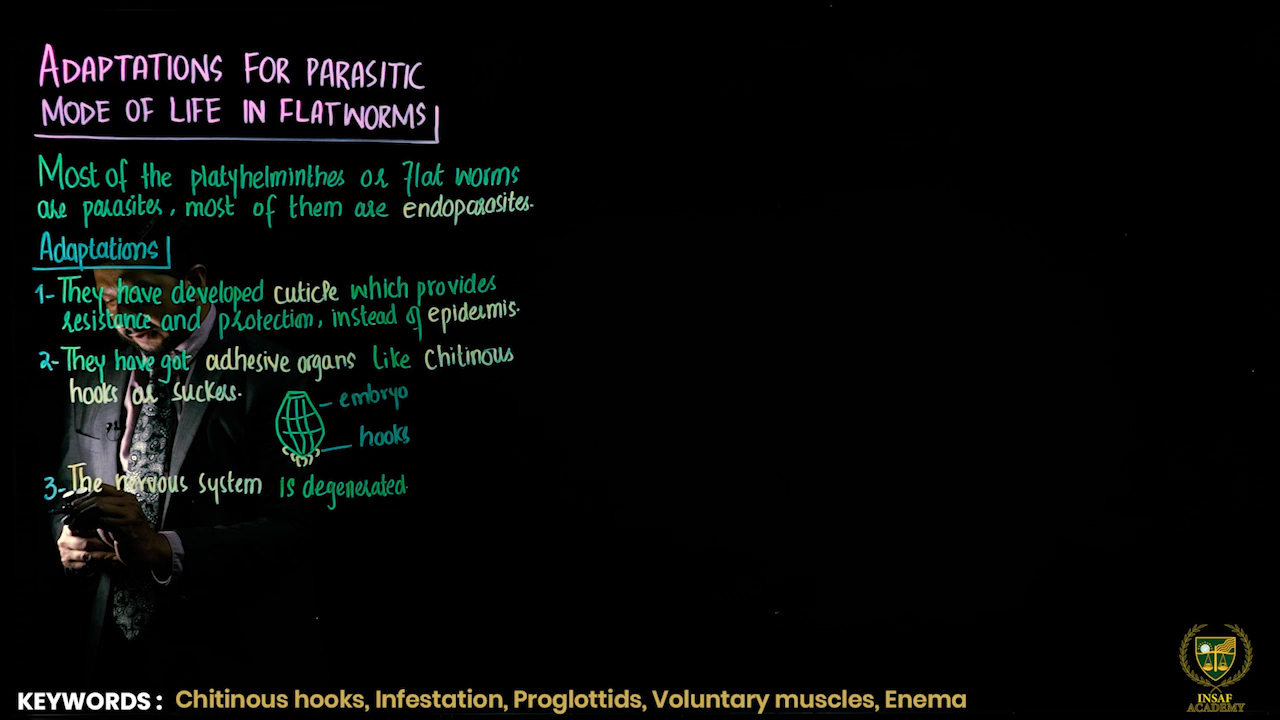 ADAPTATIONS FOR PARASITIC
MODE OF LIFE IN FLATWORMS
Most of the platyhelminthes or flat worms
are parasites, most of them are endoparasites.
Adaptations
1- They have developed cuticle which provides
resistance and protection, instead of epidermis.
2- They have got adhesive organs like chitinous
hooks or suckers.
embryo
hooks
3- The nervous system is degenerated.
KEYWORDS : Chitinous hooks, Infestation, Proglottids, Voluntary muscles, Enema
INSAF
ACADEMY